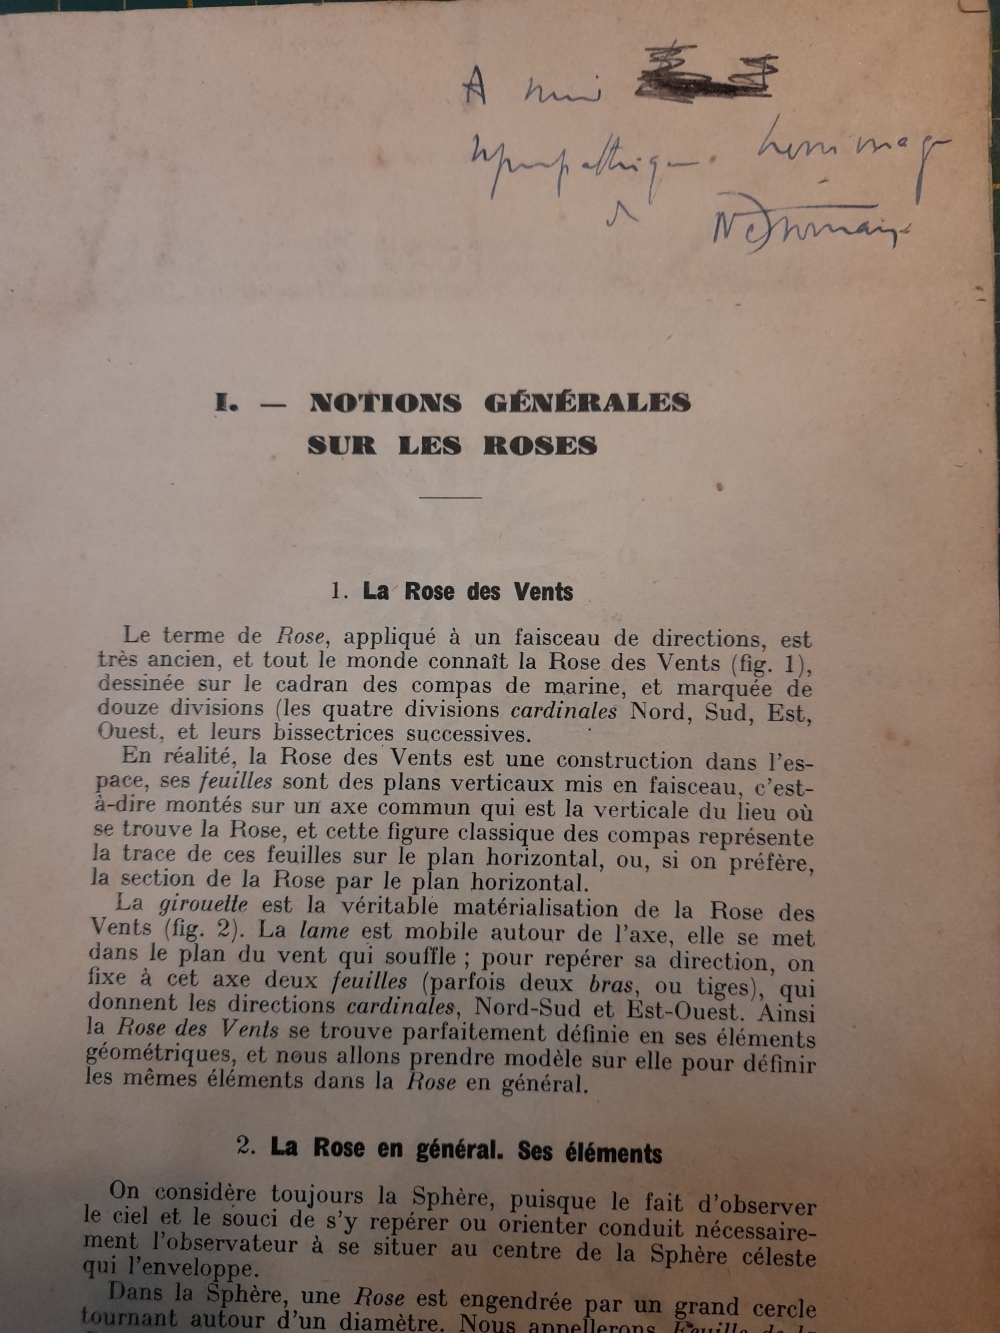 A
sympathique hommage
de
I. — NOTIONS GÉNÉRALES
SUR LES ROSES
1. La Rose des Vents
Le terme de Rose, appliqué à un faisceau de directions, est
très ancien, et tout le monde connaît la Rose des Vents (fig. 1),
dessinée sur le cadran des compas de marine, et marquée de
douze divisions (les quatre divisions cardinales Nord, Sud, Est,
Ouest, et leurs bissectrices successives.
En réalité, la Rose des Vents est une construction dans l'es-
pace, ses feuilles sont des plans verticaux mis en faisceau, c'est-
à-dire montés sur un axe commun qui est la verticale du lieu où
se trouve la Rose, et cette figure classique des compas représente
la trace de ces feuilles sur le plan horizontal, ou, si on préfère,
la section de la Rose par le plan horizontal.
La girouette est la véritable matérialisation de la Rose des
Vents (fig. 2). La lame est mobile autour de l'axe, elle se met
dans le plan du vent qui souffle ; pour repérer sa direction, on
fixe à cet axe deux feuilles (parfois deux bras, ou tiges), qui
donnent les directions cardinales, Nord-Sud et Est-Ouest. Ainsi
la Rose des Vents se trouve parfaitement définie en ses éléments
géométriques, et nous allons prendre modèle sur elle pour définir
les mêmes éléments dans la Rose en général.
2. La Rose en général. Ses éléments
On considère toujours la Sphère, puisque le fait d'observer
le ciel et le souci de s'y repérer ou orienter conduit nécessaire-
ment l'observateur à se situer au centre de la Sphère céleste
qui l'enveloppe.
Dans la Sphère, une Rose est engendrée par un grand cercle
tournant autour d'un diamètre. Nous appellerons Feuille de la